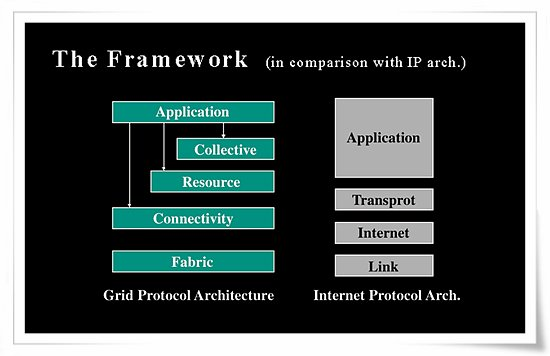 The Framework (in comparison with IP arch.)
Application
Collective
Resource
Connectivity
Fabric
Grid Protocol Architecture
Application
Transprot
Internet
Link
Internet Protocol Arch.